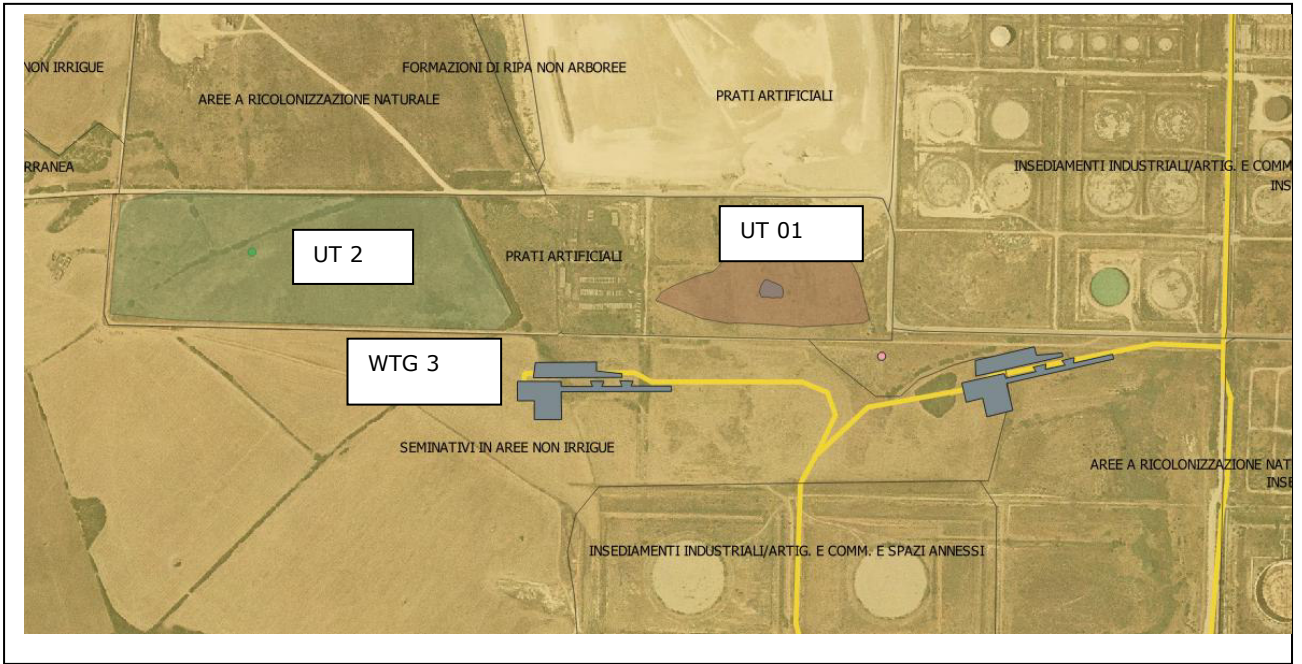 NON IRRIGUE
FORMAZIONI DI RIPA NON ARBOREE
AREE A RICOLONIZZAZIONE NATURALE
PRATI ARTIFICIALI
RRANEA
INSEDIAMENTI INDUSTRIALI/ARTIG. E COMM
INS
UT 2
UT 01
PRATI ARTIFICIALI
WTG 3
SEMINATIVI IN AREE NON IRRIGUE
AREE A RICOLONIZZAZIONE NAT
INSE
INSEDIAMENTI INDUSTRIALI/ARTIG. E COMM. E SPAZI ANNESSI